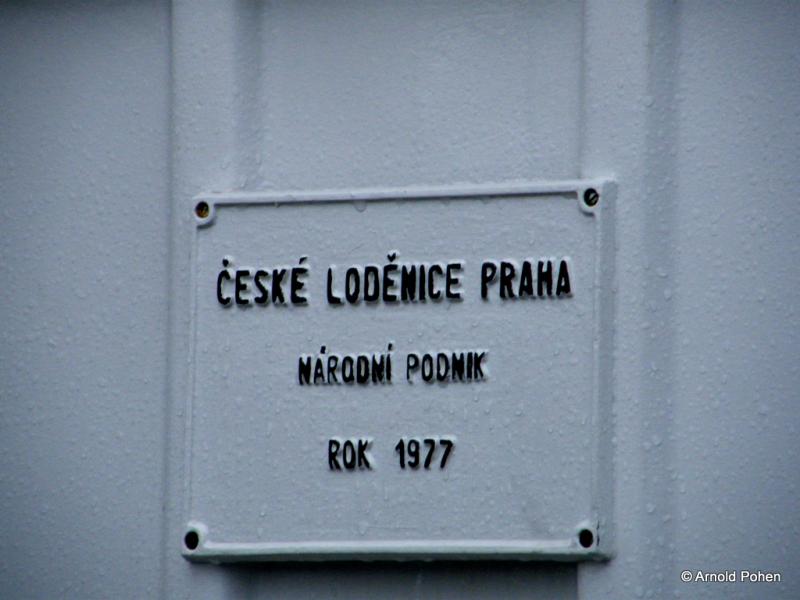 ČESKÉ LODĚNICE PRAHA
NÁRODNÍ PODNIK
ROK 1977
© Arnold Pohen